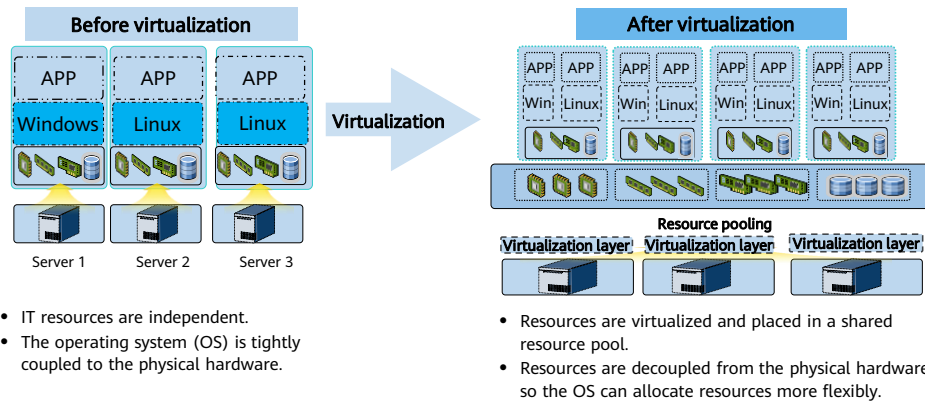 Before virtualization
APP
APP
APP
Windows
Linux
Linux
Server 1
Server 2
Server 3
• IT resources are independent.
• The operating system (OS) is tightly
coupled to the physical hardware.
Virtualization
After virtualization
APP APP
APP APP
APP APP
APP APP
Win Linux
Win Linux
Win Linux
Win Linux
Resource pooling
Virtualization layer
Virtualization layer
Virtualization layer
• Resources are virtualized and placed in a shared
resource pool.
• Resources are decoupled from the physical hardware
so the OS can allocate resources more flexibly.